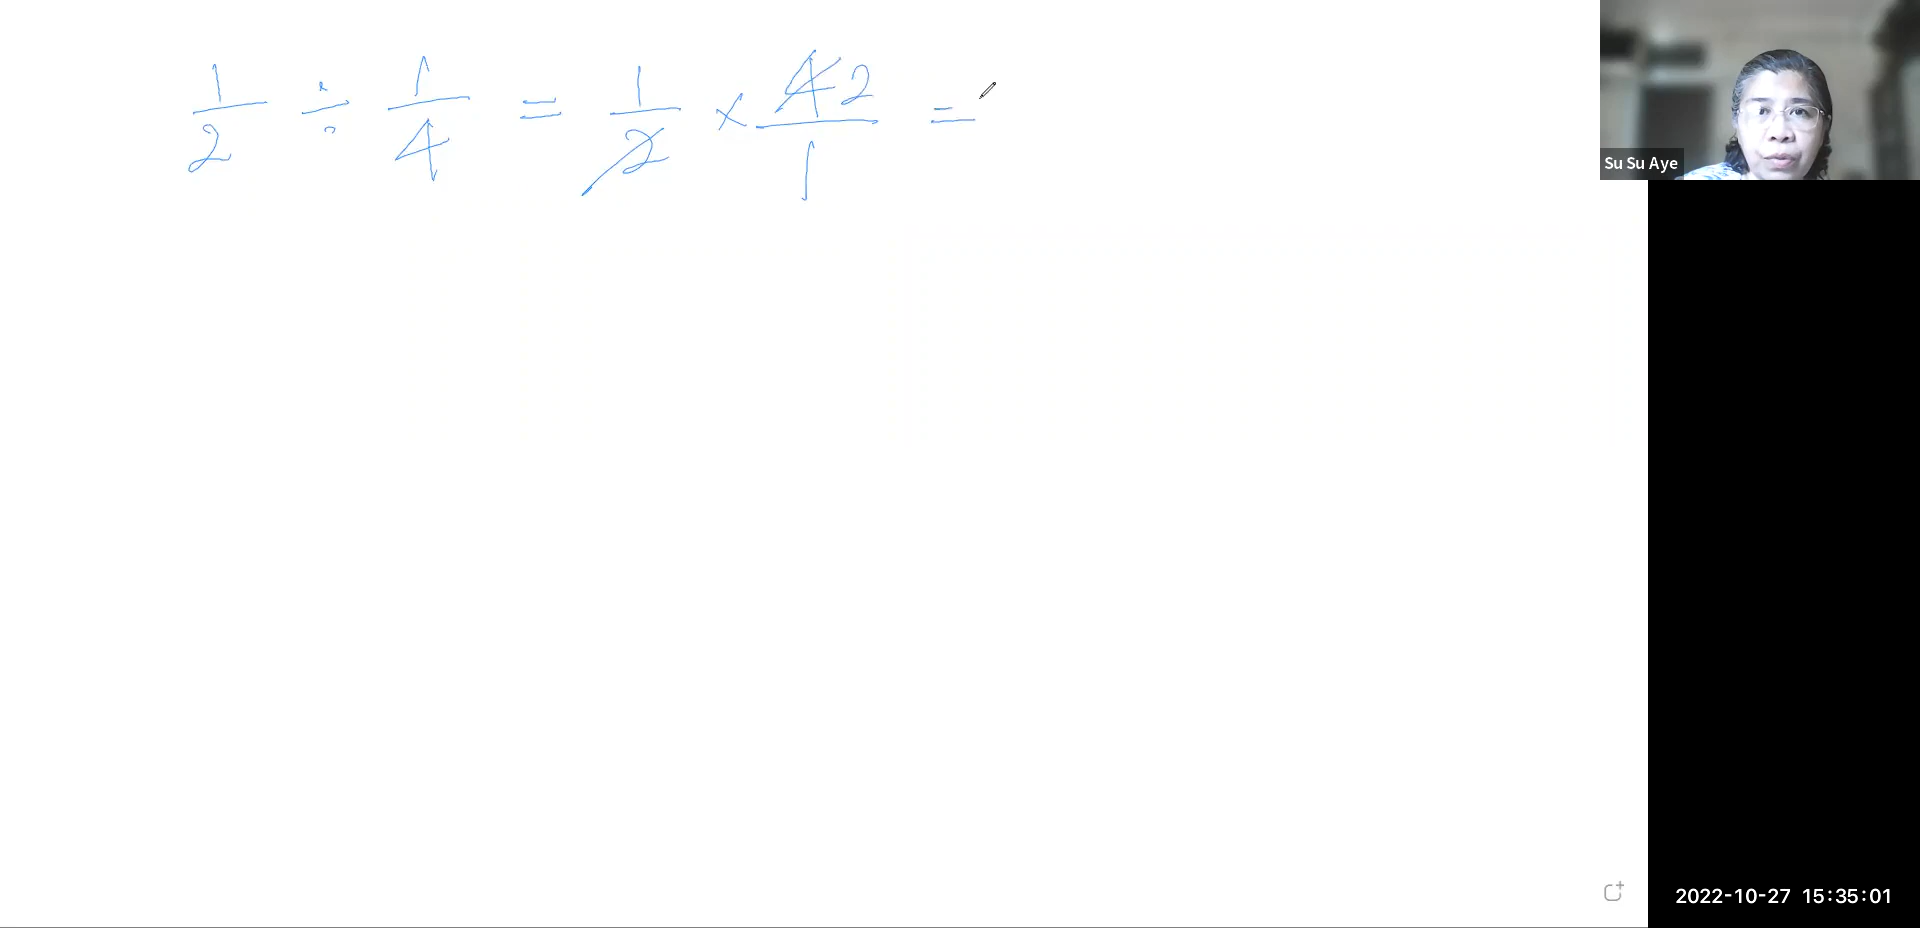 1/2 ÷ 1/4 = 1/2 × 4 2/1 =
Su Su Aye
2022-10-27 15:35:01